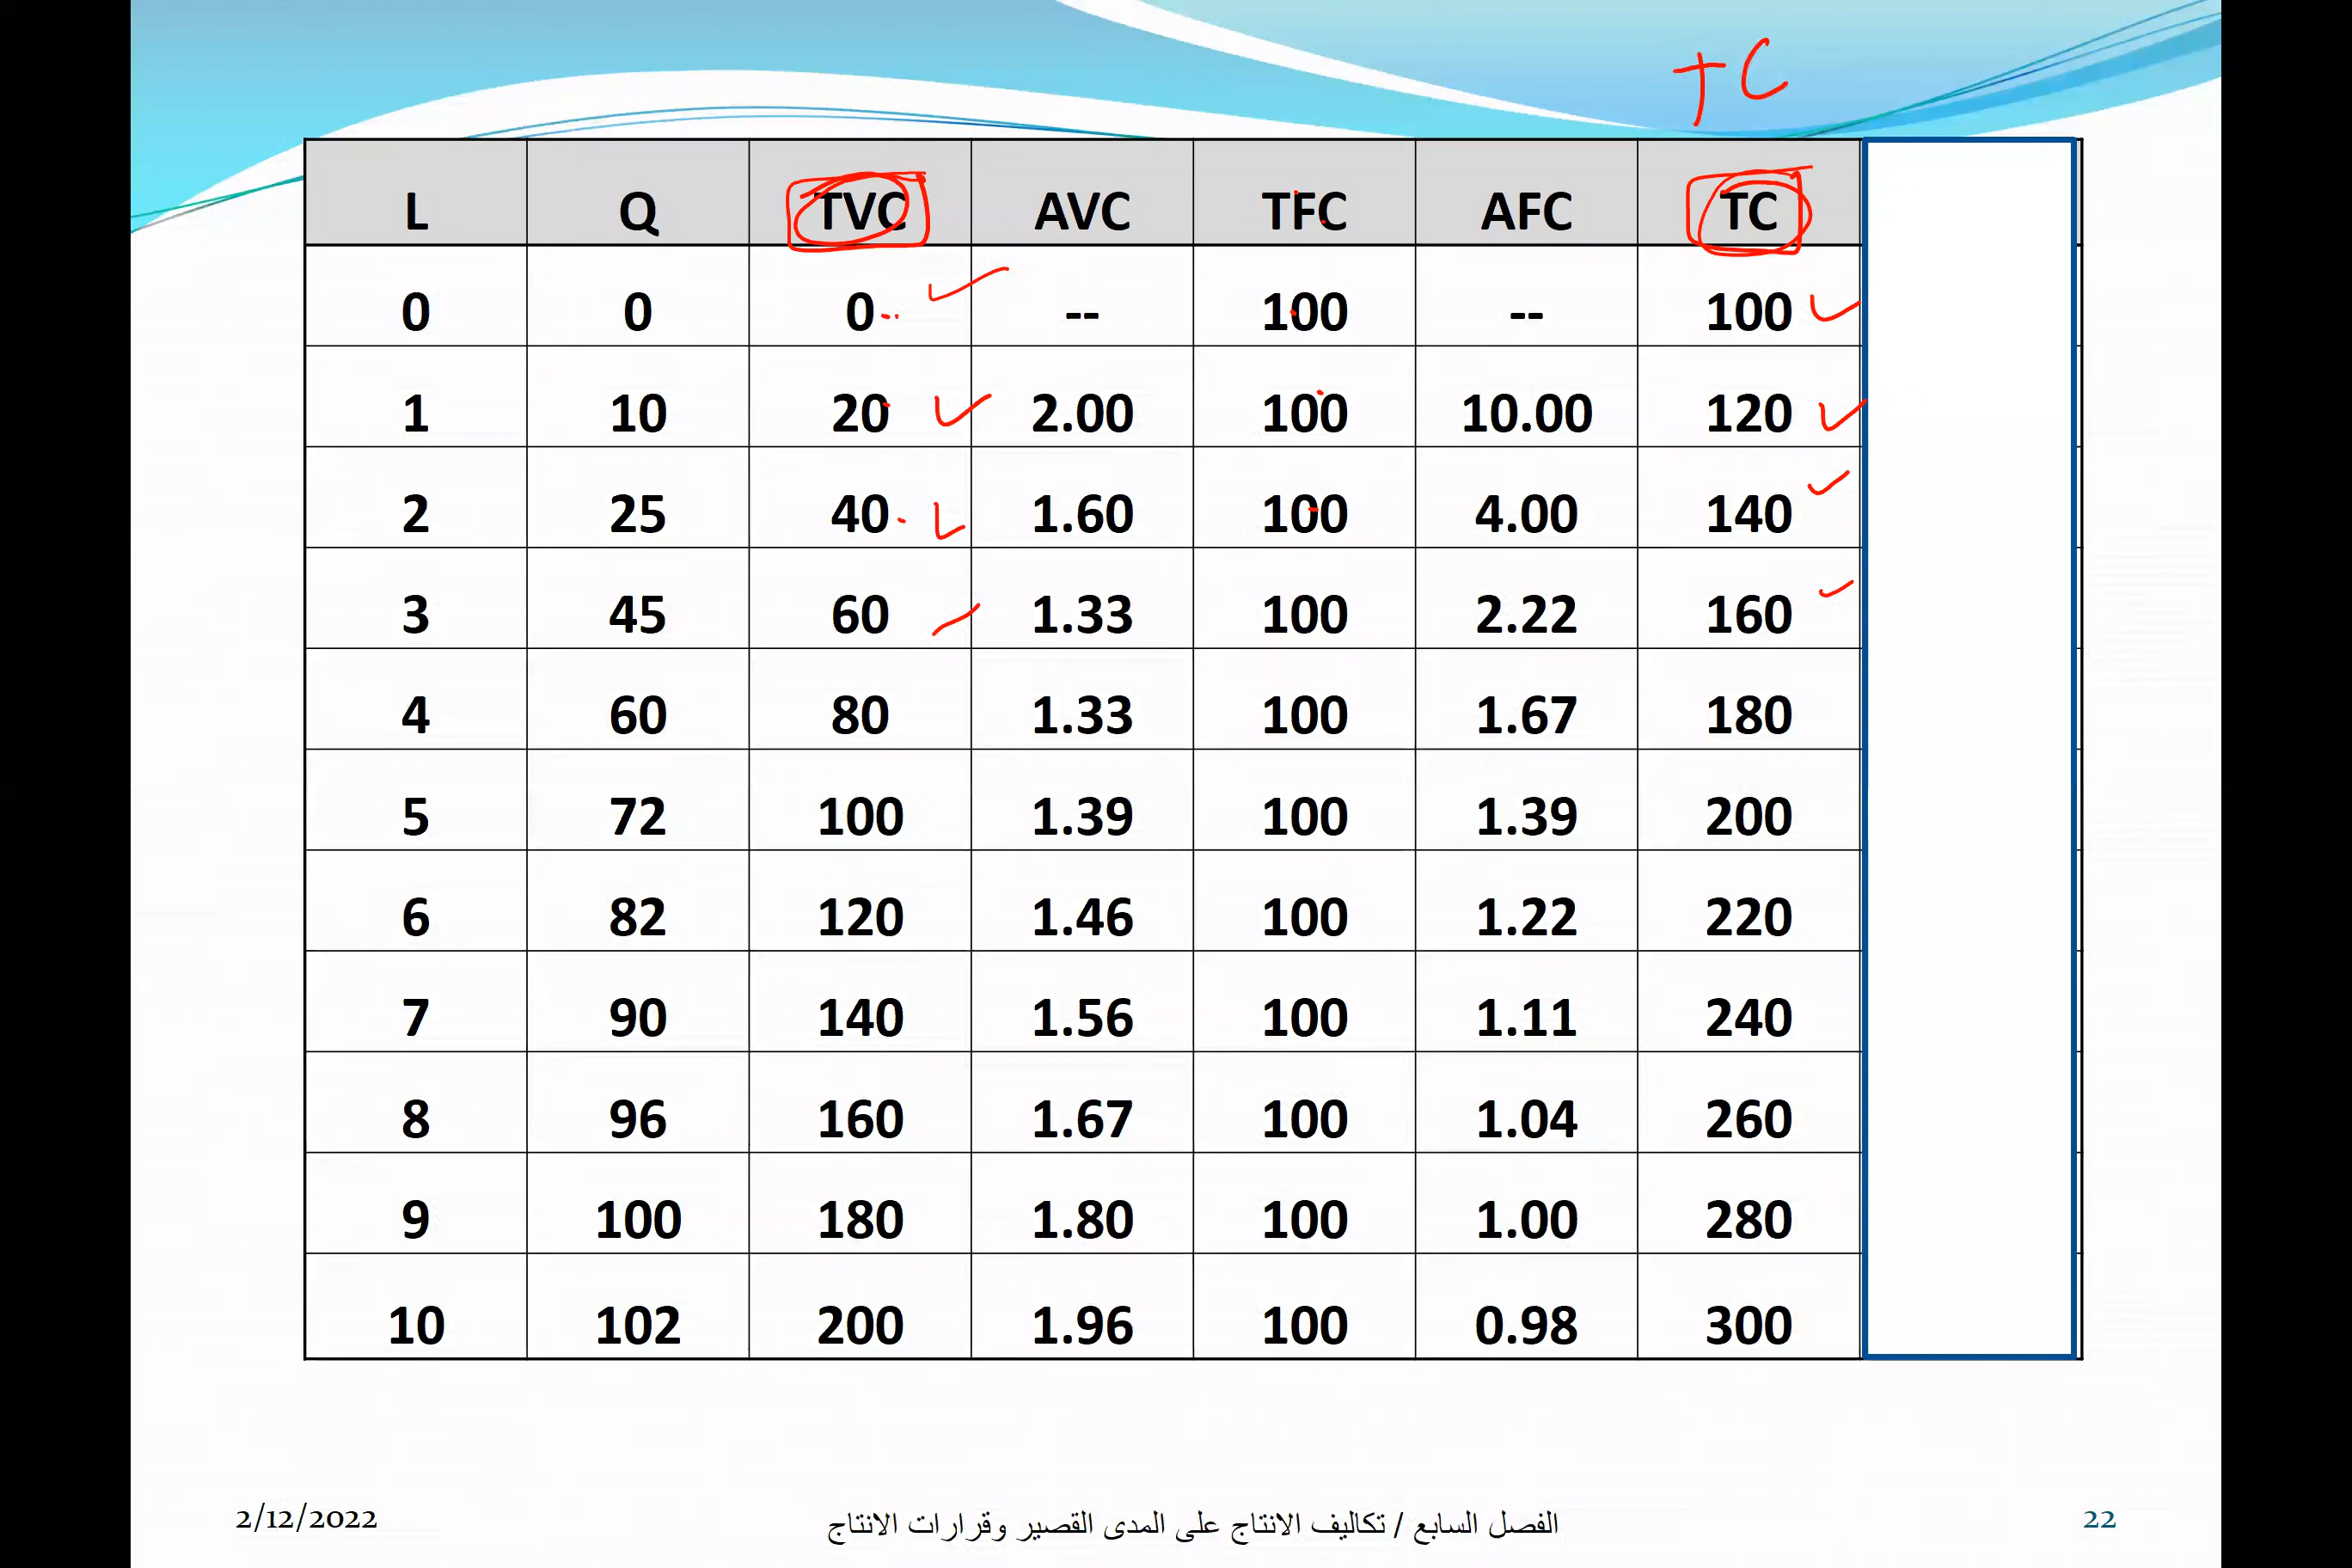 TC
L Q TVC AVC TFC AFC TC
0 0 0 -- 100 -- 100
1 10 20 2.00 100 10.00 120
2 25 40 1.60 100 4.00 140
3 45 60 1.33 100 2.22 160
4 60 80 1.33 100 1.67 180
5 72 100 1.39 100 1.39 200
6 82 120 1.46 100 1.22 220
7 90 140 1.56 100 1.11 240
8 96 160 1.67 100 1.04 260
9 100 180 1.80 100 1.00 280
10 102 200 1.96 100 0.98 300
2/12/2022
الفصل السابع / تكاليف الانتاج على المدى القصير وقرارات الانتاج
22